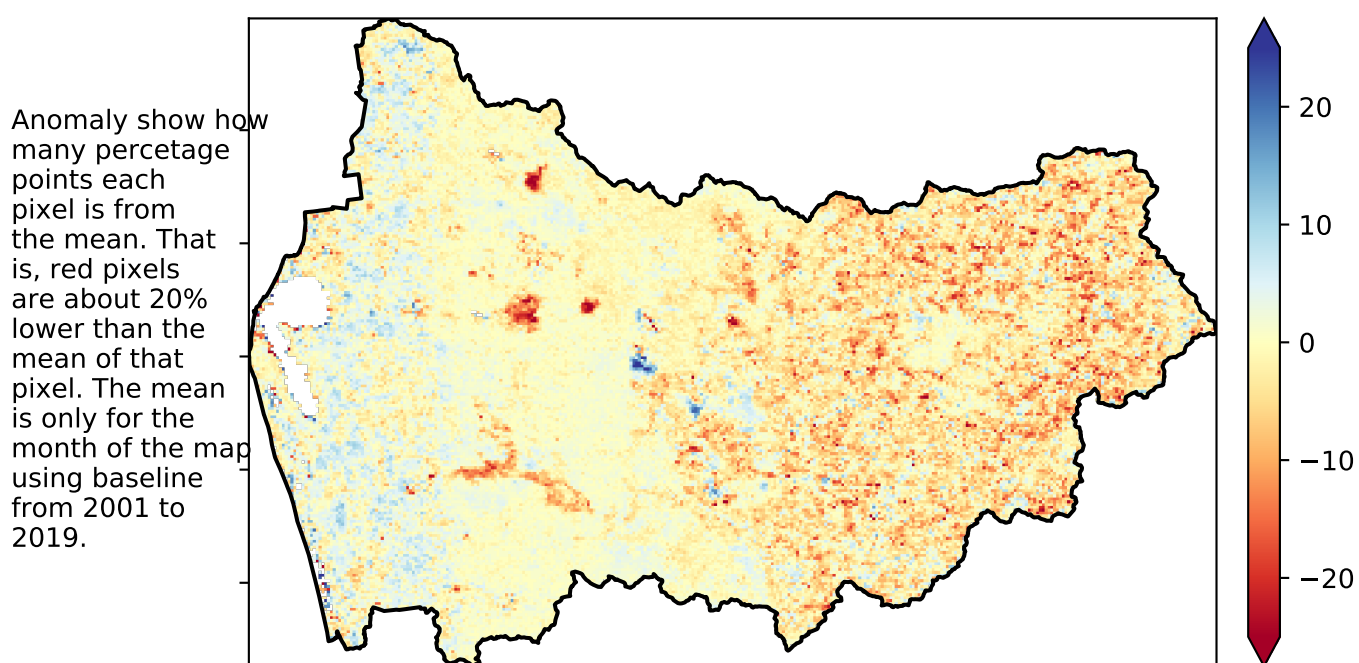 Anomaly show how
many percetage
points each
pixel is from
the mean. That
is, red pixels
are about 20%
lower than the
mean of that
pixel. The mean
is only for the
month of the map
using baseline
from 2001 to
2019.
20
10
0
−10
−20